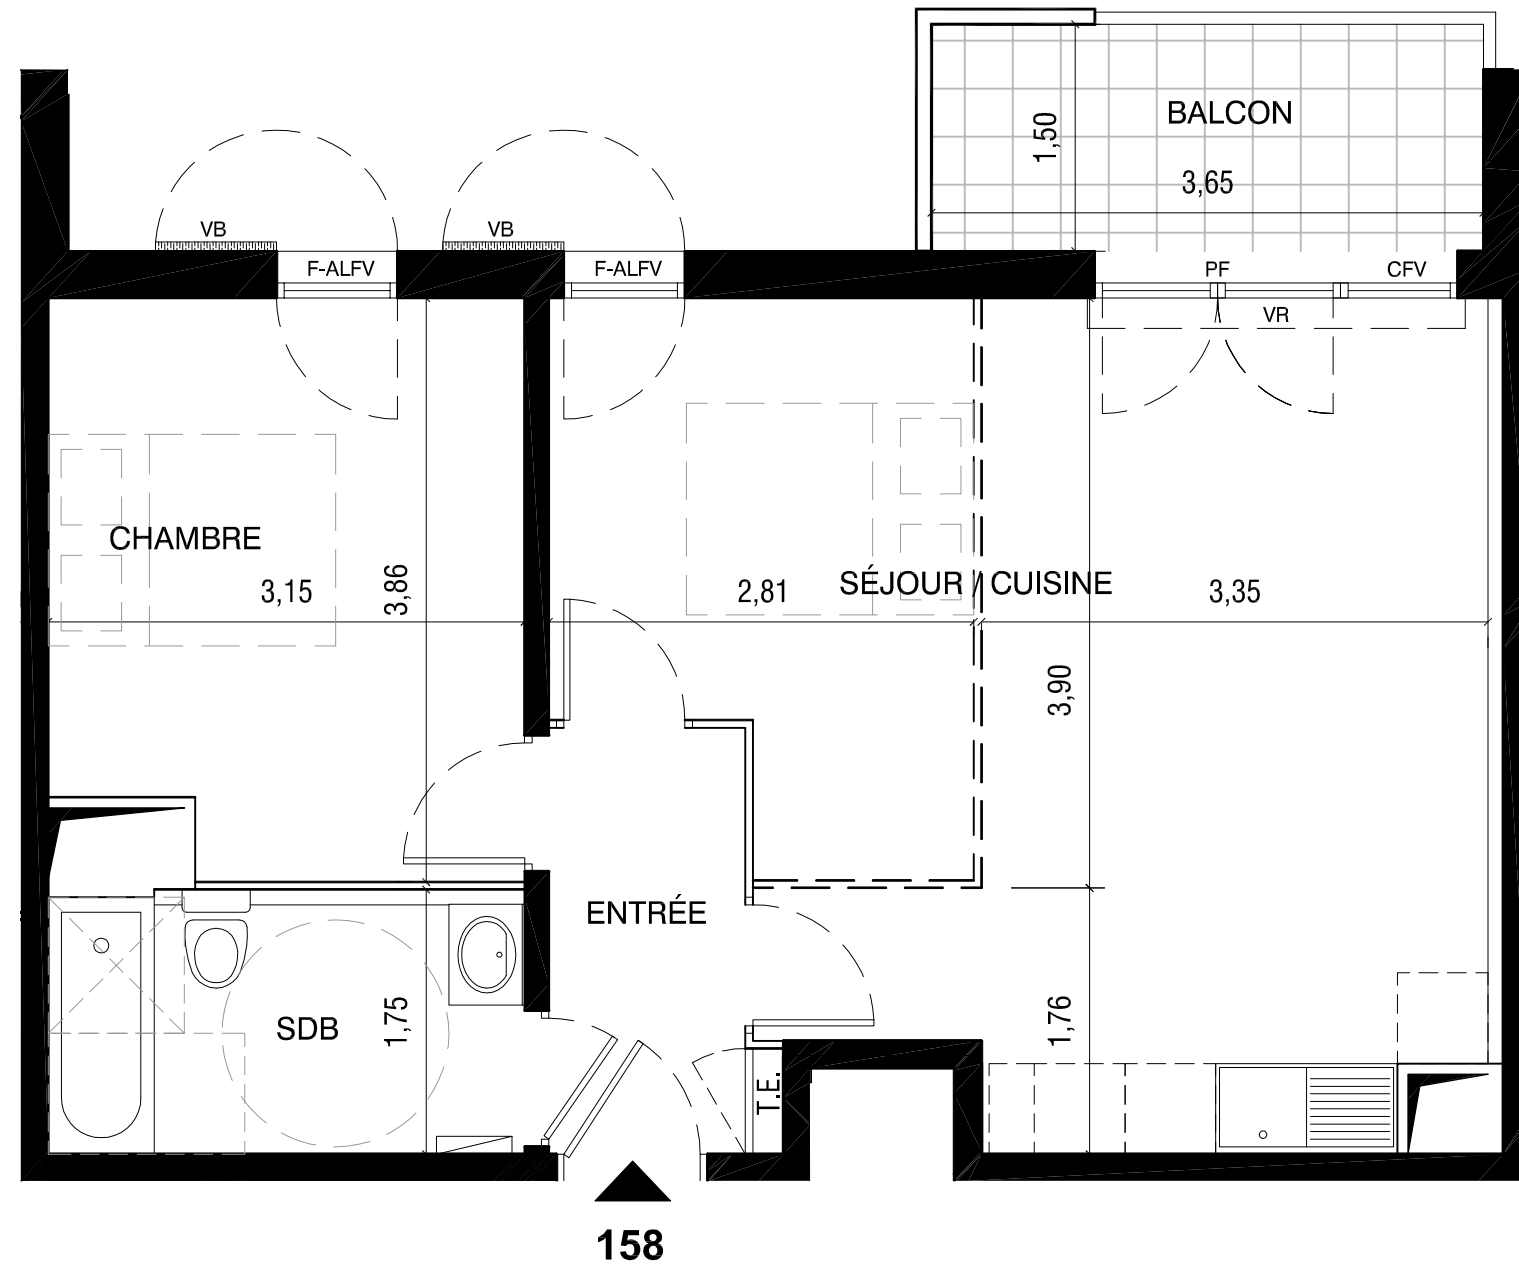 BALCON
1,50
3,65
VB
VB
F-ALFV
F-ALFV
PF
CFV
VR
CHAMBRE
3,15
3,86
2,81
SÉJOUR / CUISINE
3,35
3,90
ENTRÉE
SDB
1,75
1,76
T.E.
158